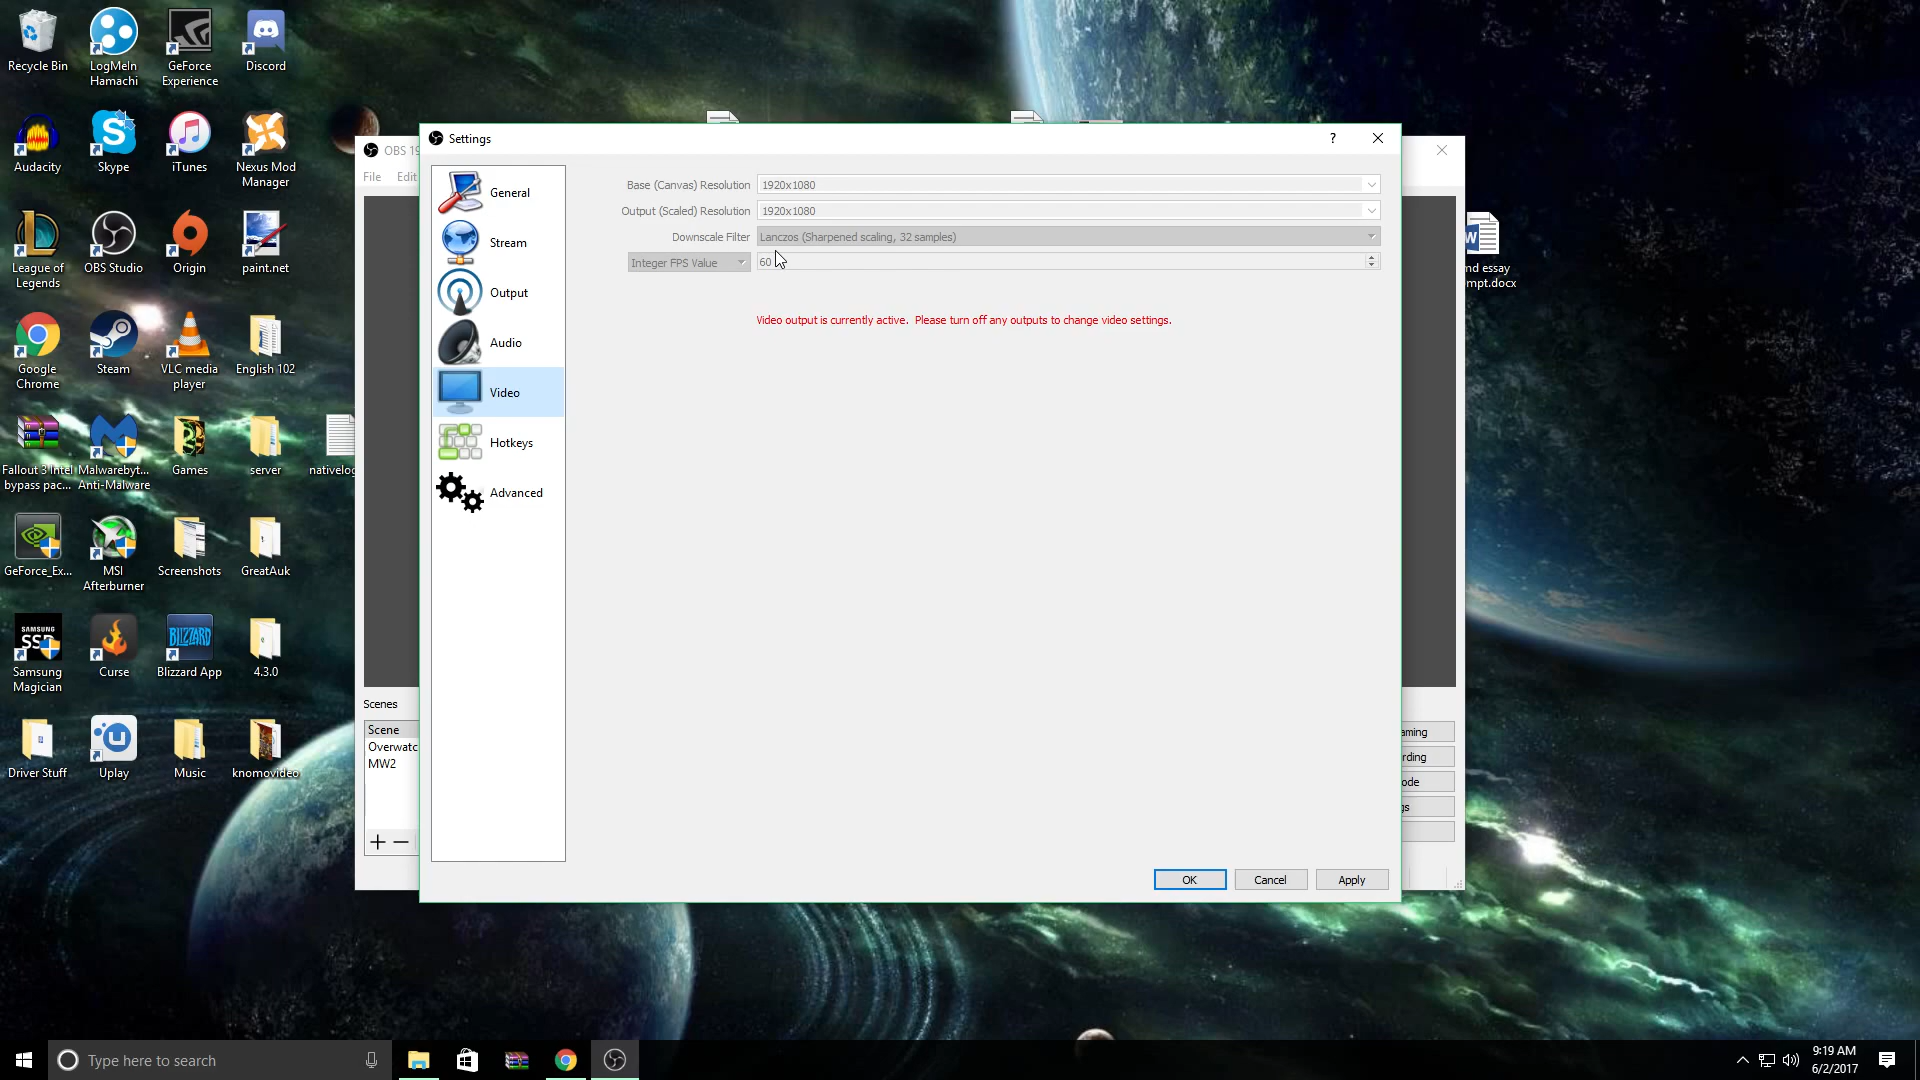 Recycle Bin
LogMeIn
Hamachi
GeForce
Experience
Discord
Audacity
Skype
iTunes
Nexus Mod
Manager
League of
Legends
OBS Studio
Origin
paint.net
Google
Chrome
Steam
VLC media
player
English 102
Fallout 3 Intel
bypass pac...
Malwarebyt...
Anti-Malware
Games
server
nativelog
GeForce_Ex...
MSI
Afterburner
Screenshots
GreatAuk
SAMSUNG
SSD
Samsung
Magician
Curse
BLIZZARD
Blizzard App
4.3.0
Driver Stuff
Uplay
Music
knomovideo
nd essay
mpt.docx
OBS 19
File
Edit
Scenes
Scene
Overwatc
MW2
aming
rding
ode
gs
Settings
?
General
Stream
Output
Audio
Video
Hotkeys
Advanced
Base (Canvas) Resolution
1920x1080
Output (Scaled) Resolution
1920x1080
Downscale Filter
Lanczos (Sharpened scaling, 32 samples)
Integer FPS Value
60
Video output is currently active. Please turn off any outputs to change video settings.
OK
Cancel
Apply
Type here to search
9:19 AM
6/2/2017